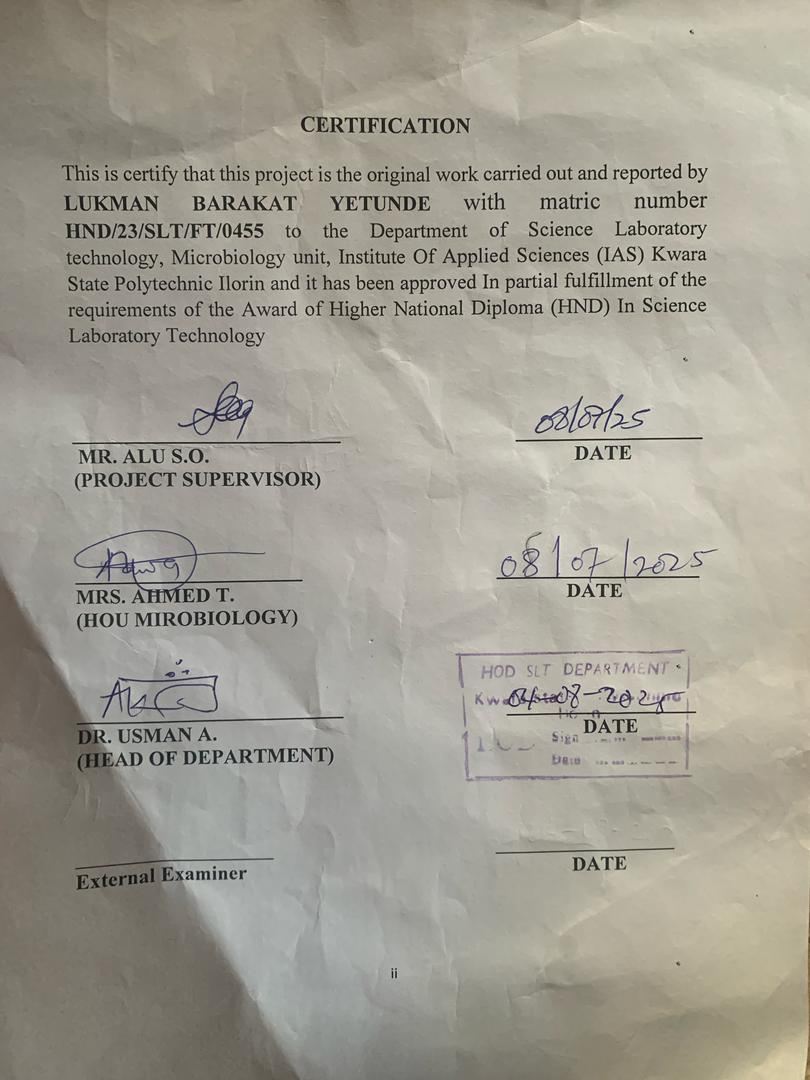 CERTIFICATION
This is certify that this project is the original work carried out and reported by
LUKMAN BARAKAT YETUNDE with matric number
HND/23/SLT/FT/0455 to the Department of Science Laboratory
technology, Microbiology unit, Institute Of Applied Sciences (IAS) Kwara
State Polytechnic Ilorin and it has been approved In partial fulfillment of the
requirements of the Award of Higher National Diploma (HND) In Science
Laboratory Technology
08/07/25
MR. ALU S.O.
DATE
(PROJECT SUPERVISOR)
08/07/2025
MRS. AHMED T.
DATE
(HOU MIROBIOLOGY)
HOD SLT DEPARTMENT
DR. USMAN A.
DATE
(HEAD OF DEPARTMENT)
Sign
Date
External Examiner
DATE
ii